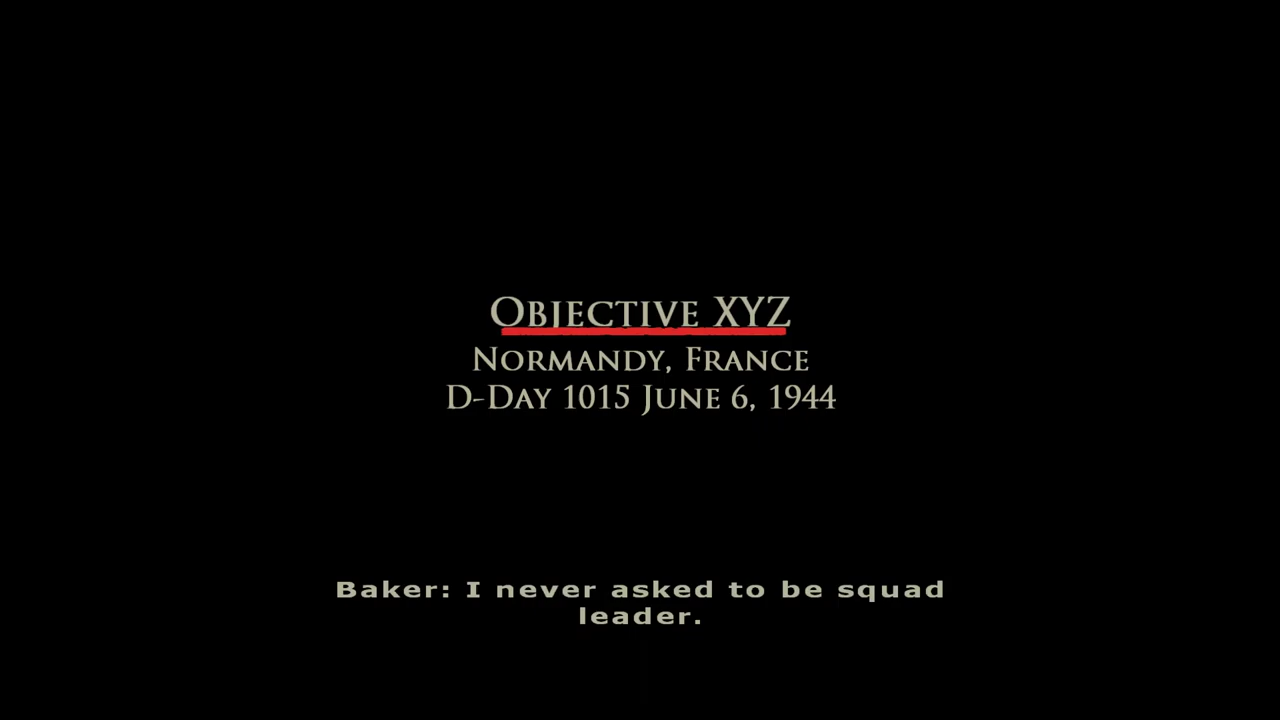 Objective XYZ
Normandy, France
D-Day 1015 June 6, 1944
Baker: I never asked to be squad
leader.